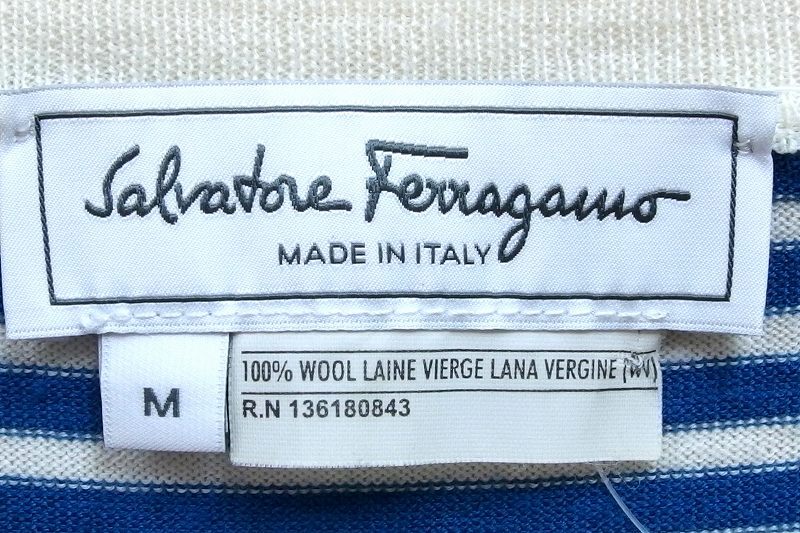 Salvatore Ferragamo
MADE IN ITALY
M
100% WOOL LAINE VIERGE LANA VERGINE
R.N 136180843